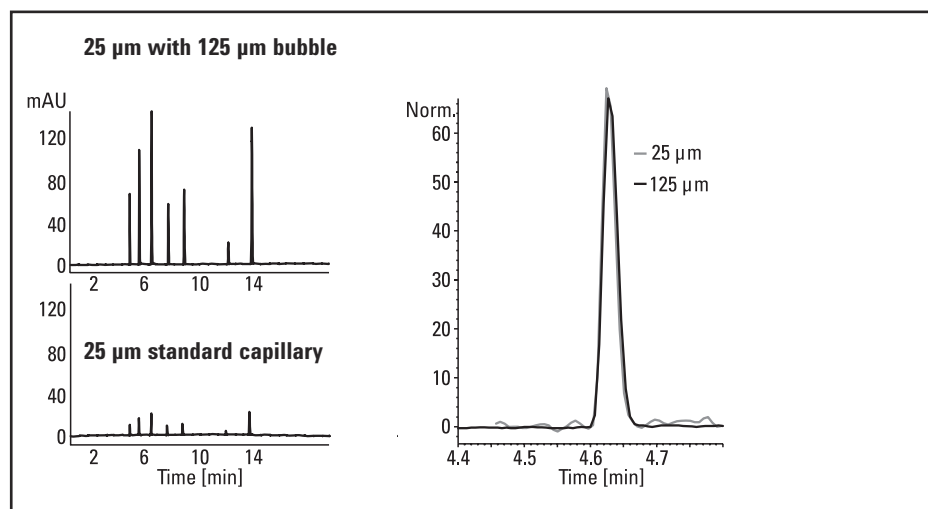 25 µm with 125 µm bubble
mAU
120
80
40
0
2 6 10 14
120
80
25 µm standard capillary
40
0
2 6 10 14
Time [min]
Norm.
60
50
40
30
20
10
0
25 µm
125 µm
4.4 4.5 4.6 4.7
Time [min]